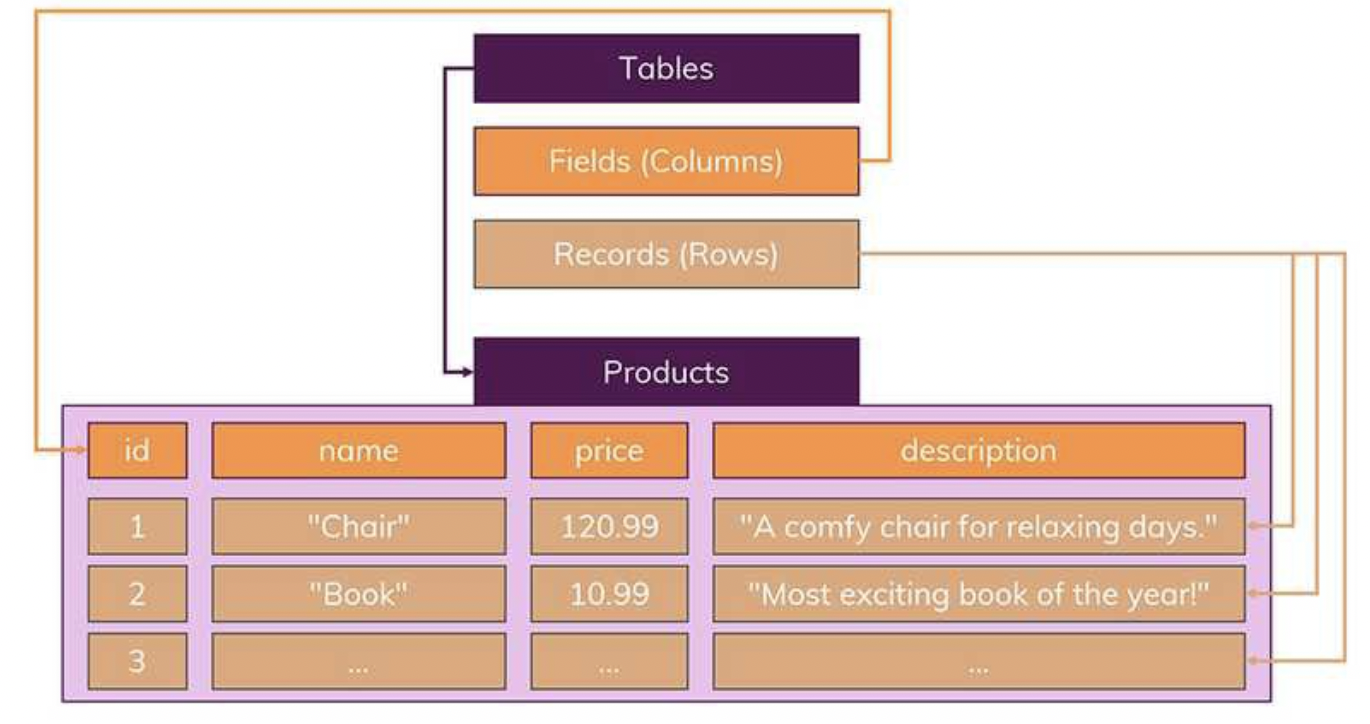 Tables
Fields (Columns)
Records (Rows)
Products
id name price description
1 "Chair" 120.99 "A comfy chair for relaxing days."
2 "Book" 10.99 "Most exciting book of the year!"
3 ... ... ...